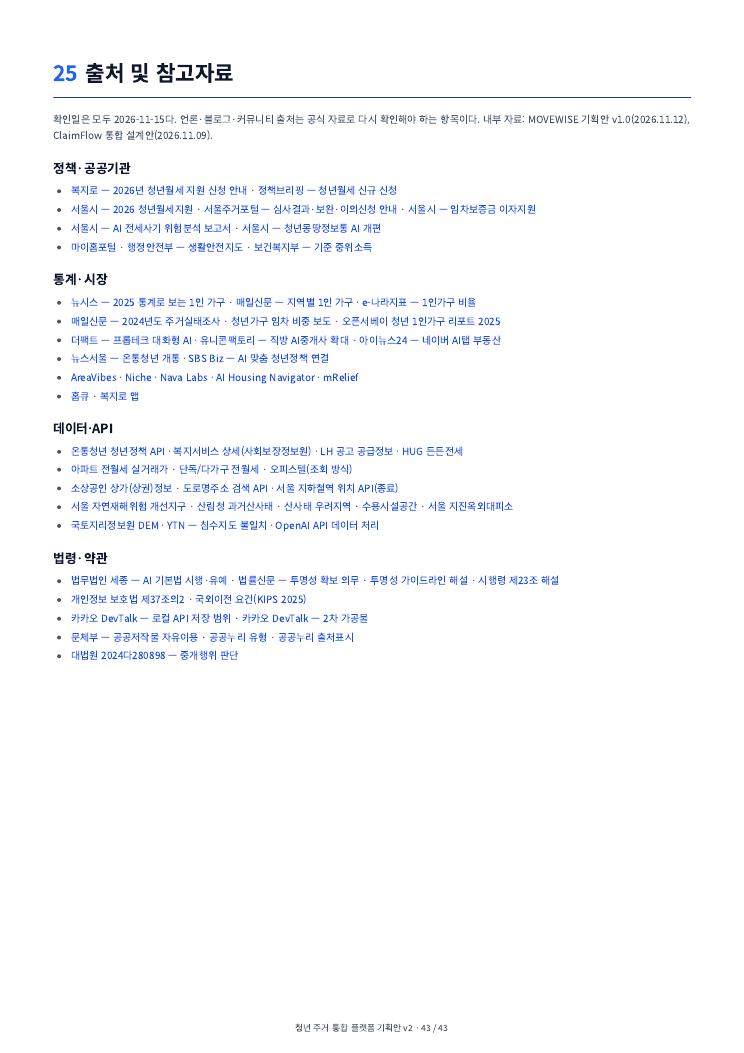 25 출처 및 참고자료
확인일은 모두 2026-11-15다. 언론·블로그·커뮤니티 출처는 공식 자료로 다시 확인해야 하는 항목이다. 내부 자료: MOVEWISE 기획안 v1.0(2026.11.12),
ClaimFlow 통합 설계안(2026.11.09).
정책·공공기관
• 복지로 — 2026년 청년월세 지원 신청 안내 · 정책브리핑 — 청년월세 신규 신청
• 서울시 — 2026 청년월세지원 · 서울주거포털 — 심사결과·보완·이의신청 안내 · 서울시 — 임차보증금 이자지원
• 서울시 — AI 전세사기 위험분석 보고서 · 서울시 — 청년몽땅정보통 AI 개편
• 마이홈포털 · 행정안전부 — 생활안전지도 · 보건복지부 — 기준 중위소득
통계·시장
• 뉴시스 — 2025 통계로 보는 1인 가구 · 매일신문 — 지역별 1인 가구 · e-나라지표 — 1인가구 비율
• 매일신문 — 2024년도 주거실태조사 · 청년가구 임차 비중 보도 · 오픈서베이 청년 1인가구 리포트 2025
• 더팩트 — 프롭테크 대화형 AI · 유니콘팩토리 — 직방 AI중개사 확대 · 아이뉴스24 — 네이버 AI탭 부동산
• 뉴스서울 — 온통청년 개통 · SBS Biz — AI 맞춤 청년정책 연결
• AreaVibes · Niche · Nava Labs · AI Housing Navigator · mRelief
• 홈큐 · 복지로 앱
데이터·API
• 온통청년 청년정책 API · 복지서비스 상세(사회보장정보원) · LH 공고 공급정보 · HUG 든든전세
• 아파트 전월세 실거래가 · 단독/다가구 전월세 · 오피스텔(조회 방식)
• 소상공인 상가(상권)정보 · 도로명주소 검색 API · 서울 지하철역 위치 API(종료)
• 서울 자연재해위험 개선지구 · 산림청 과거산사태 · 산사태 우려지역 · 수용시설공간 · 서울 지진옥외대피소
• 국토지리정보원 DEM · YTN — 침수지도 불일치 · OpenAI API 데이터 처리
법령·약관
• 법무법인 세종 — AI 기본법 시행·유예 · 법률신문 — 투명성 확보 의무 · 투명성 가이드라인 해설 · 시행령 제23조 해설
• 개인정보 보호법 제37조의2 · 국외이전 요건(KIPS 2025)
• 카카오 DevTalk — 로컬 API 저장 범위 · 카카오 DevTalk — 2차 가공물
• 문체부 — 공공저작물 자유이용 · 공공누리 유형 · 공공누리 출처표시
• 대법원 2024다280898 — 중개행위 판단
청년 주거 통합 플랫폼 기획안 v2 · 43 / 43